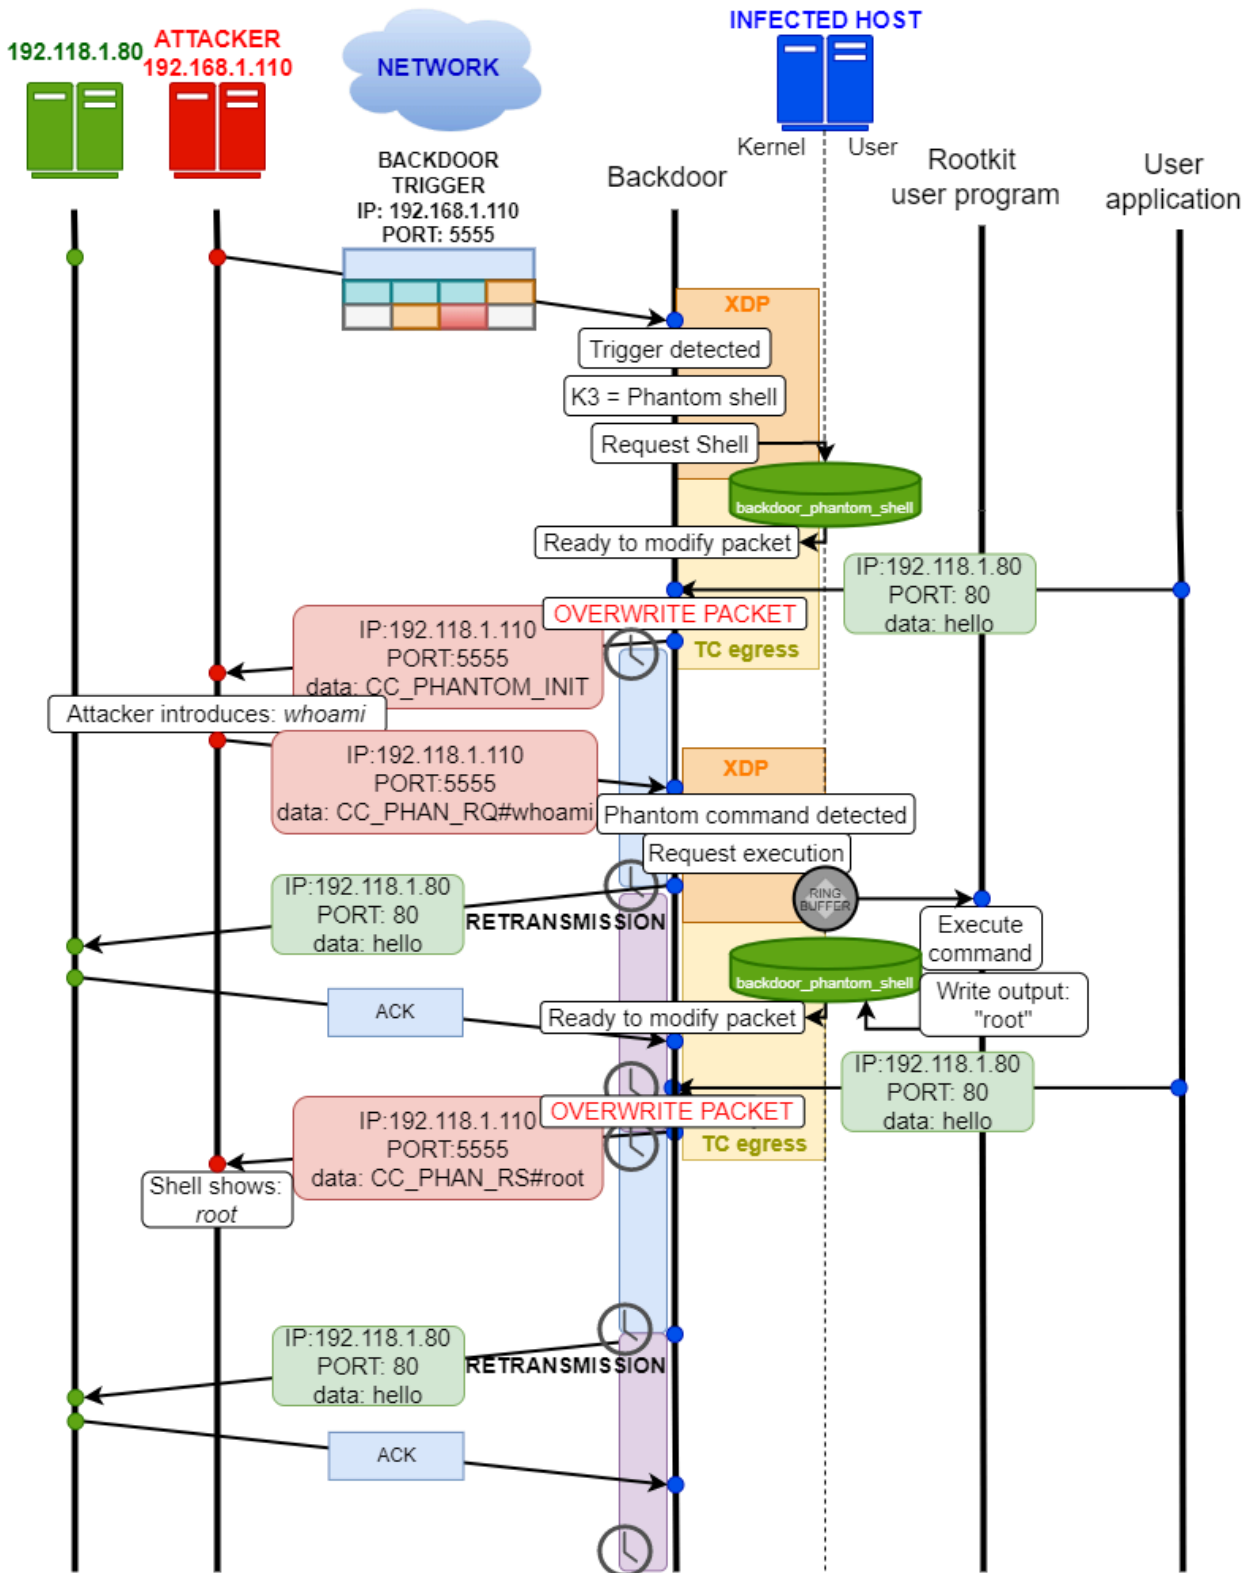 INFECTED HOST
192.118.1.80
ATTACKER
192.168.1.110
NETWORK
Kernel
User
BACKDOOR
TRIGGER
IP: 192.168.1.110
PORT: 5555
Backdoor
Rootkit
user program
User
application
XDP
Trigger detected
K3 = Phantom shell
Request Shell
backdoor_phantom_shell
Ready to modify packet
IP:192.118.1.80
PORT: 80
data: hello
OVERWRITE PACKET
TC egress
IP:192.118.1.110
PORT:5555
data: CC_PHANTOM_INIT
Attacker introduces: whoami
IP:192.118.1.110
PORT:5555
data: CC_PHAN_RQ#whoami
XDP
Phantom command detected
Request execution
RING
BUFFER
IP:192.118.1.80
PORT: 80
data: hello
RETRANSMISSION
Execute
command
backdoor_phantom_shell
Write output:
"root"
ACK
Ready to modify packet
IP:192.118.1.80
PORT: 80
data: hello
OVERWRITE PACKET
TC egress
IP:192.118.1.110
PORT:5555
data: CC_PHAN_RS#root
Shell shows:
root
IP:192.118.1.80
PORT: 80
data: hello
RETRANSMISSION
ACK